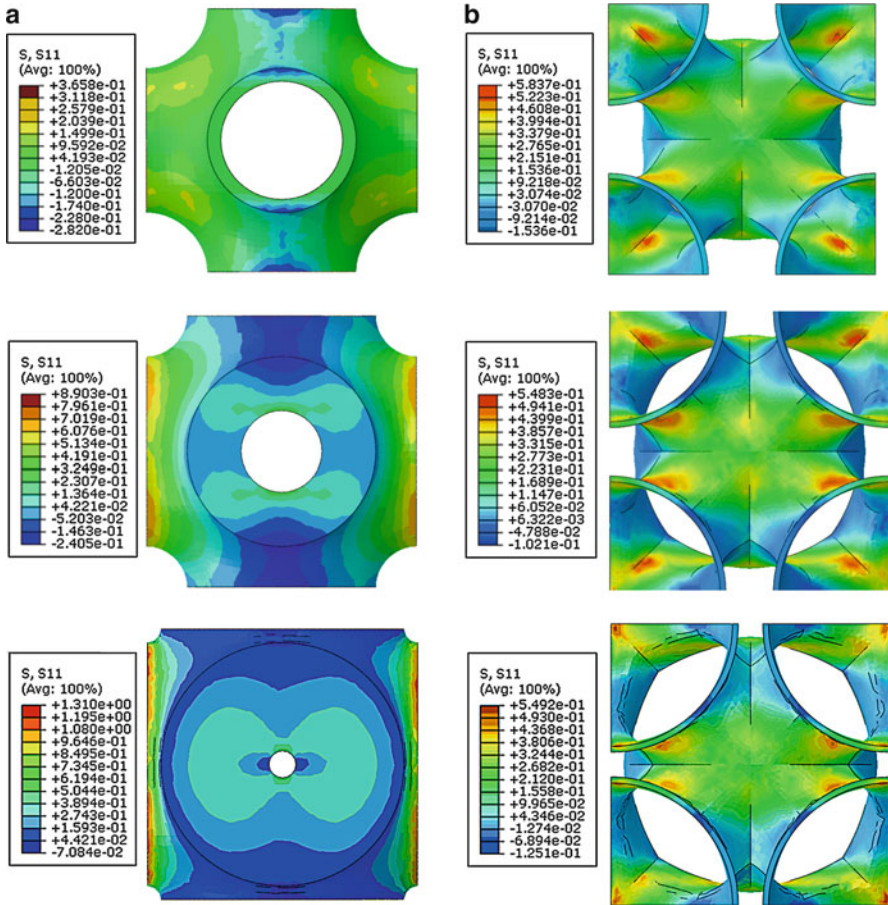 a
S, S11
(Avg: 100%)
+3.658e-01
+3.118e-01
+2.579e-01
+2.039e-01
+1.499e-01
+9.592e-02
+4.193e-02
-1.205e-02
-6.603e-02
-1.200e-01
-1.740e-01
-2.280e-01
-2.820e-01
S, S11
(Avg: 100%)
+8.903e-01
+7.961e-01
+7.019e-01
+6.076e-01
+5.134e-01
+4.191e-01
+3.249e-01
+2.307e-01
+1.364e-01
+4.221e-02
-5.203e-02
-1.463e-01
-2.405e-01
S, S11
(Avg: 100%)
+1.310e+00
+1.195e+00
+1.080e+00
+9.646e-01
+8.495e-01
+7.345e-01
+6.194e-01
+5.044e-01
+3.894e-01
+2.743e-01
+1.593e-01
+4.421e-02
-7.084e-02
b
S, S11
(Avg: 100%)
+5.837e-01
+5.223e-01
+4.608e-01
+3.994e-01
+3.379e-01
+2.765e-01
+2.151e-01
+1.536e-01
+9.218e-02
+3.074e-02
-3.070e-02
-9.214e-02
-1.536e-01
S, S11
(Avg: 100%)
+5.483e-01
+4.941e-01
+4.399e-01
+3.857e-01
+3.315e-01
+2.773e-01
+2.231e-01
+1.689e-01
+1.147e-01
+6.052e-02
+6.322e-03
-4.788e-02
-1.021e-01
S, S11
(Avg: 100%)
+5.492e-01
+4.930e-01
+4.368e-01
+3.806e-01
+3.244e-01
+2.682e-01
+2.120e-01
+1.558e-01
+9.965e-02
+4.346e-02
-1.274e-02
-6.894e-02
-1.251e-01